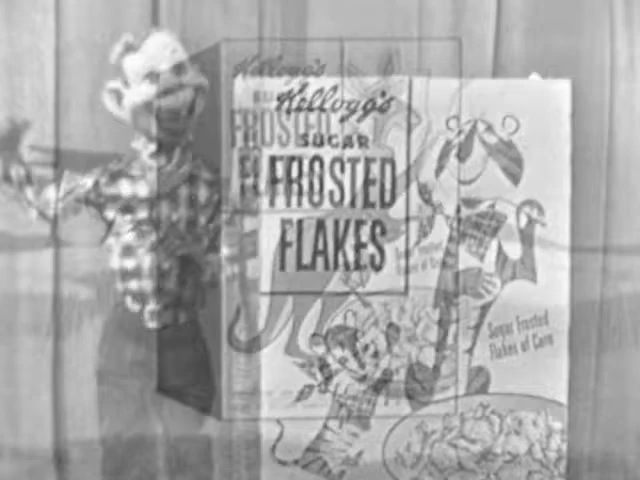 Kellogg's
Kellogg's
SUGAR
FROSTED
FROSTED
FLAKES
Sugar Frosted
Flakes of Corn